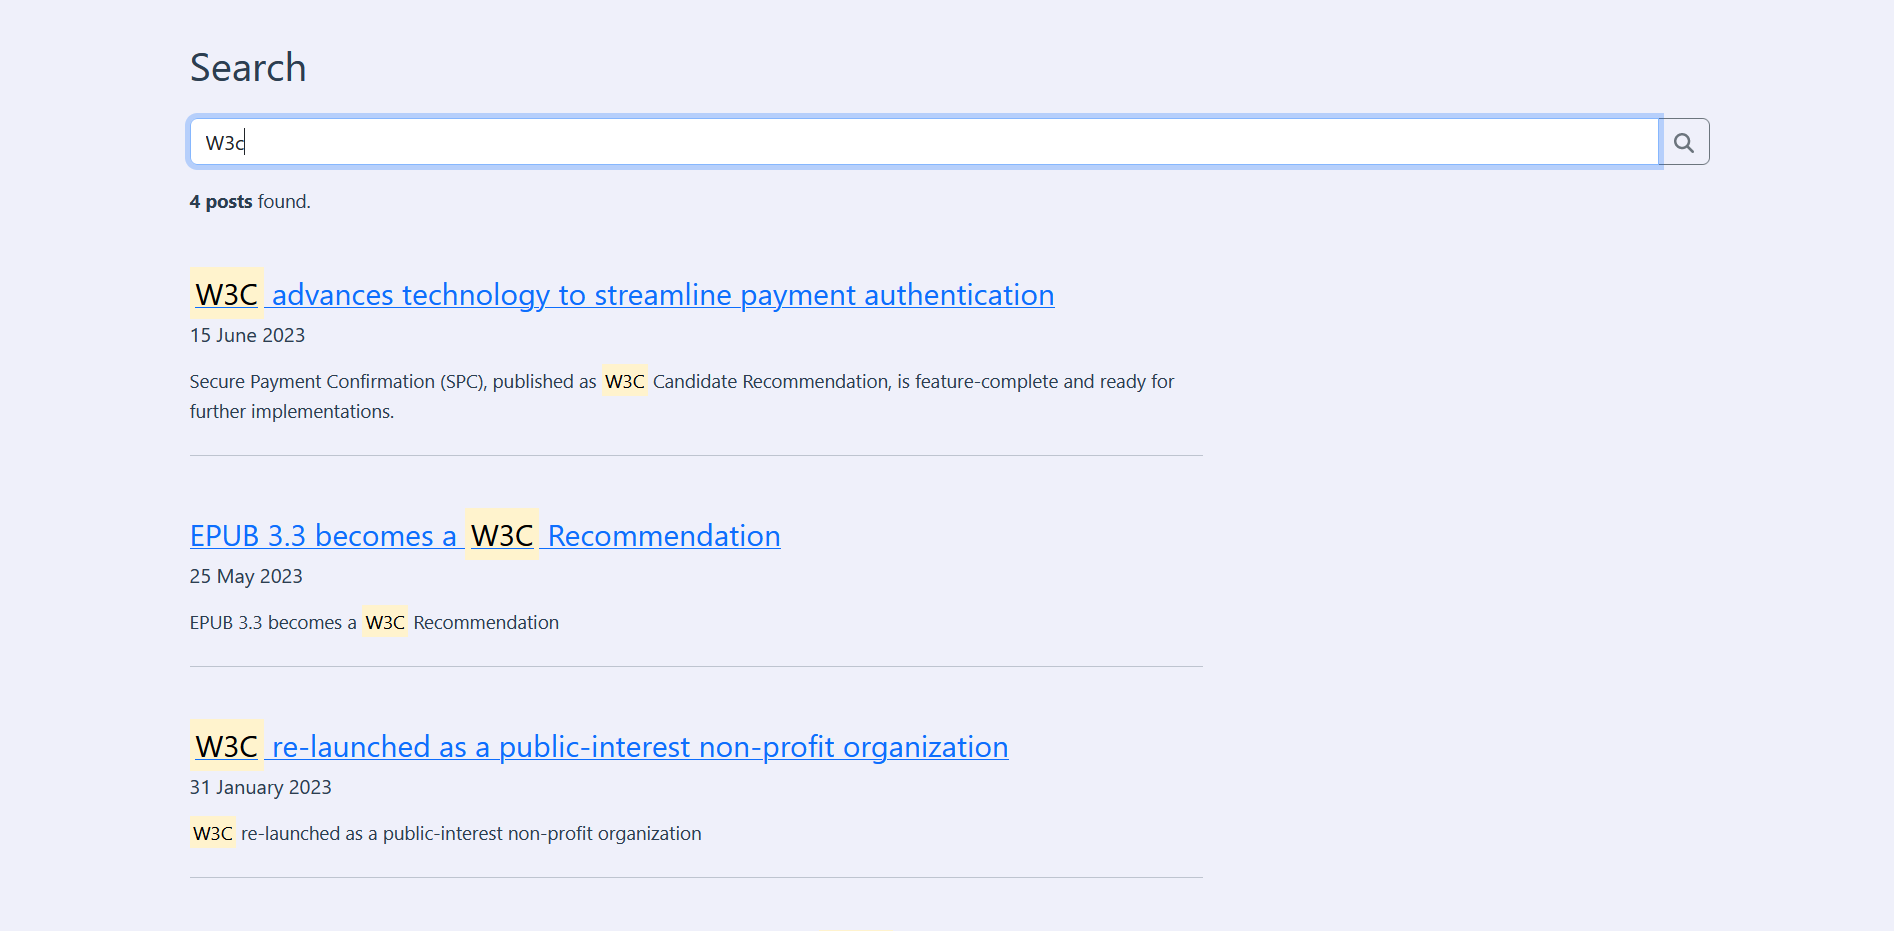 Search
W3c
4 posts found.
W3C advances technology to streamline payment authentication
15 June 2023
Secure Payment Confirmation (SPC), published as W3C Candidate Recommendation, is feature-complete and ready for
further implementations.
EPUB 3.3 becomes a W3C Recommendation
25 May 2023
EPUB 3.3 becomes a W3C Recommendation
W3C re-launched as a public-interest non-profit organization
31 January 2023
W3C re-launched as a public-interest non-profit organization